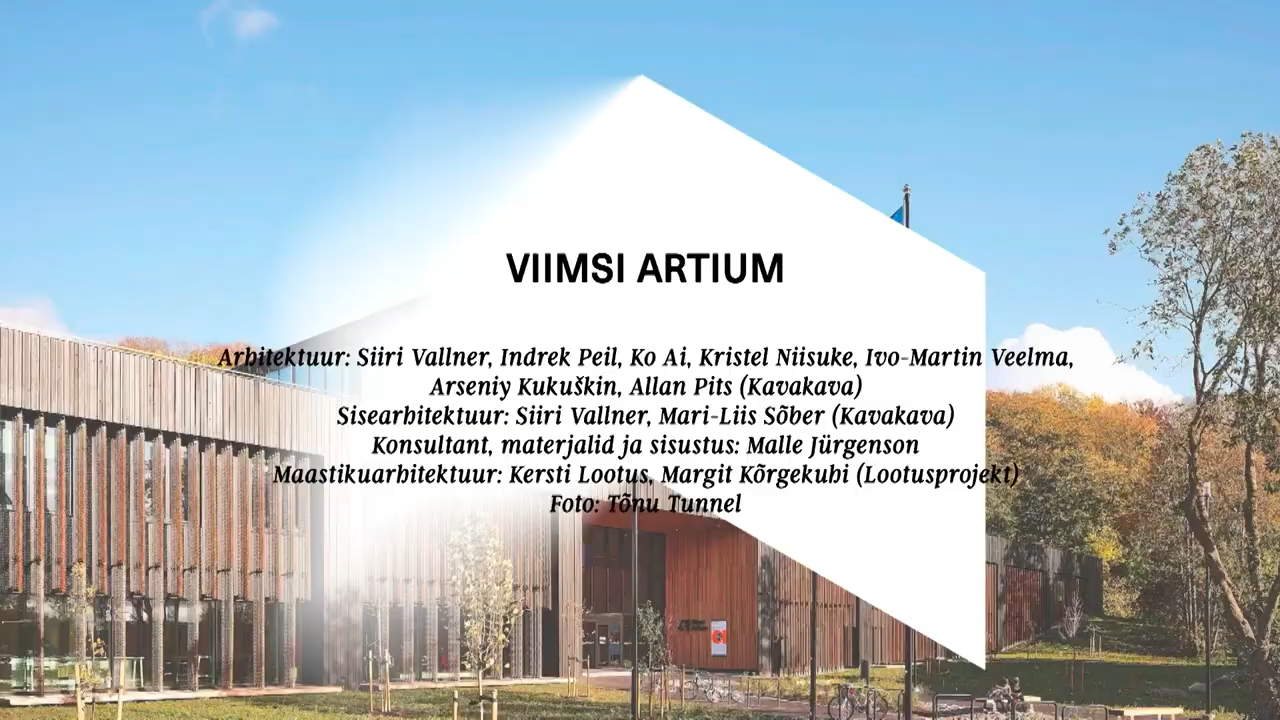 VIIMSI ARTIUM
Arhitektuur: Siiri Vallner, Indrek Peil, Ko Ai, Kristel Niisuke, Ivo-Martin Veelma,
Arseniy Kukuškin, Allan Pits (Kavakava)
Sisearhitektuur: Siiri Vallner, Mari-Liis Sõber (Kavakava)
Konsultant, materjalid ja sisustus: Malle Jürgenson
Maastikuarhitektuur: Kersti Lootus, Margit Kõrgekuhi (Lootusprojekt)
Foto: Tõnu Tunnel